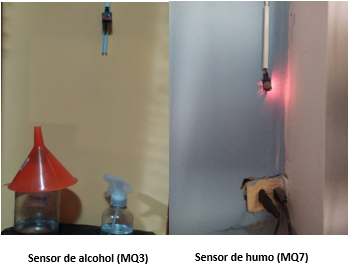 Sensor de alcohol (MQ3)
Sensor de humo (MQ7)